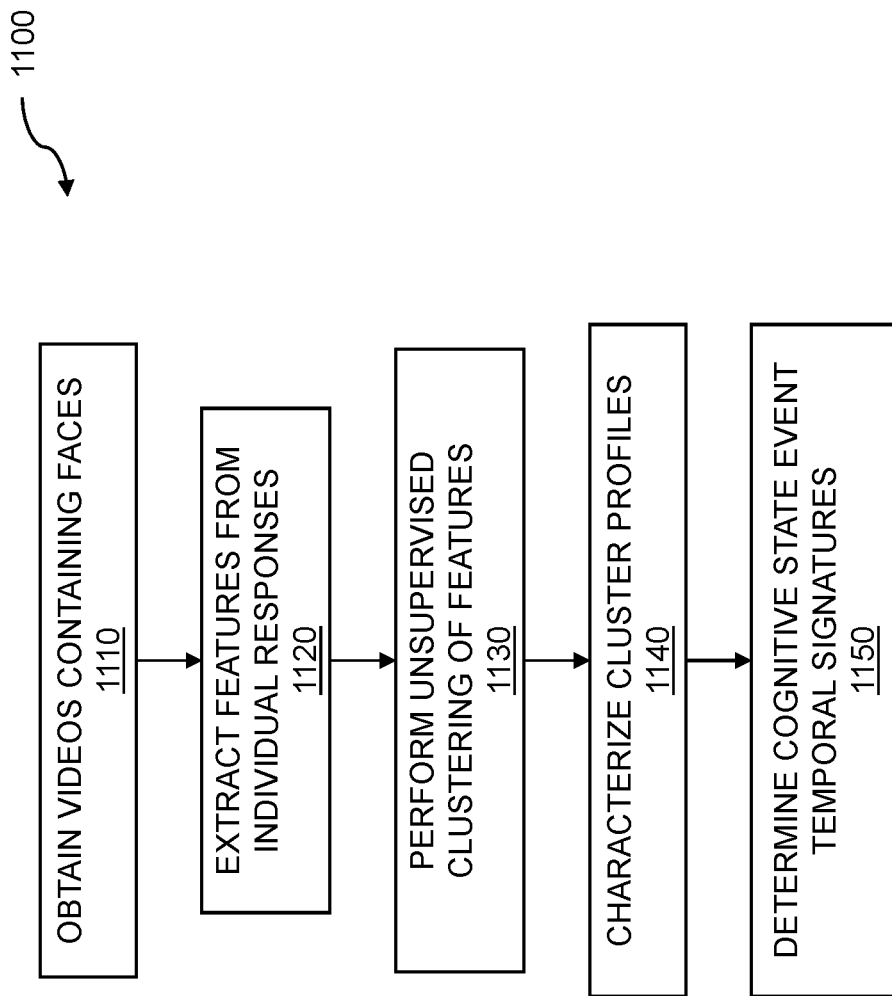 1100
OBTAIN VIDEOS CONTAINING FACES
1110
EXTRACT FEATURES FROM
INDIVIDUAL RESPONSES
1120
PERFORM UNSUPERVISED
CLUSTERING OF FEATURES
1130
CHARACTERIZE CLUSTER PROFILES
1140
DETERMINE COGNITIVE STATE EVENT
TEMPORAL SIGNATURES
1150